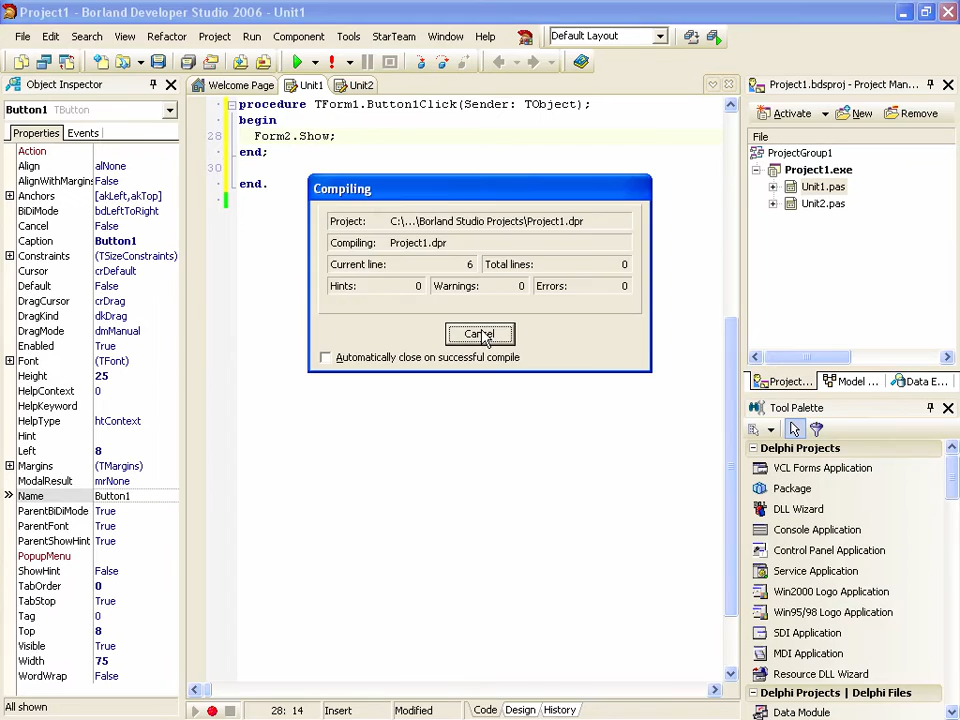 Project1 - Borland Developer Studio 2006 - Unit1
File Edit Search View Refactor Project Run Component Tools StarTeam Window Help
Default Layout
Object Inspector
Button1 TButton
Properties Events
Action
Align alNone
AlignWithMargins False
Anchors [akLeft,akTop]
BiDiMode bdLeftToRight
Cancel False
Caption Button1
Constraints (TSizeConstraints)
Cursor crDefault
Default False
DragCursor crDrag
DragKind dkDrag
DragMode dmManual
Enabled True
Font (TFont)
Height 25
HelpContext 0
HelpKeyword
HelpType htContext
Hint
Left 8
Margins (TMargins)
ModalResult mrNone
Name Button1
ParentBiDiMode True
ParentFont True
ParentShowHint True
PopupMenu
ShowHint False
TabOrder 0
TabStop True
Tag 0
Top 8
Visible True
Width 75
WordWrap False
All shown
Welcome Page Unit1 Unit2
procedure TForm1.Button1Click(Sender: TObject);
begin
28 Form2.Show;
end;
30
end.
Compiling
Project: C:\...\Borland Studio Projects\Project1.dpr
Compiling: Project1.dpr
Current line: 6 Total lines: 0
Hints: 0 Warnings: 0 Errors: 0
Cancel
Automatically close on successful compile
28: 14 Insert Modified Code Design History
Project1.bdsproj - Project Man
Activate New Remove
File
ProjectGroup1
Project1.exe
Unit1.pas
Unit2.pas
Project... Model ... Data E...
Tool Palette
Delphi Projects
VCL Forms Application
Package
DLL Wizard
Console Application
Control Panel Application
Service Application
Win2000 Logo Application
Win95/98 Logo Application
SDI Application
MDI Application
Resource DLL Wizard
Delphi Projects | Delphi Files
Data Module